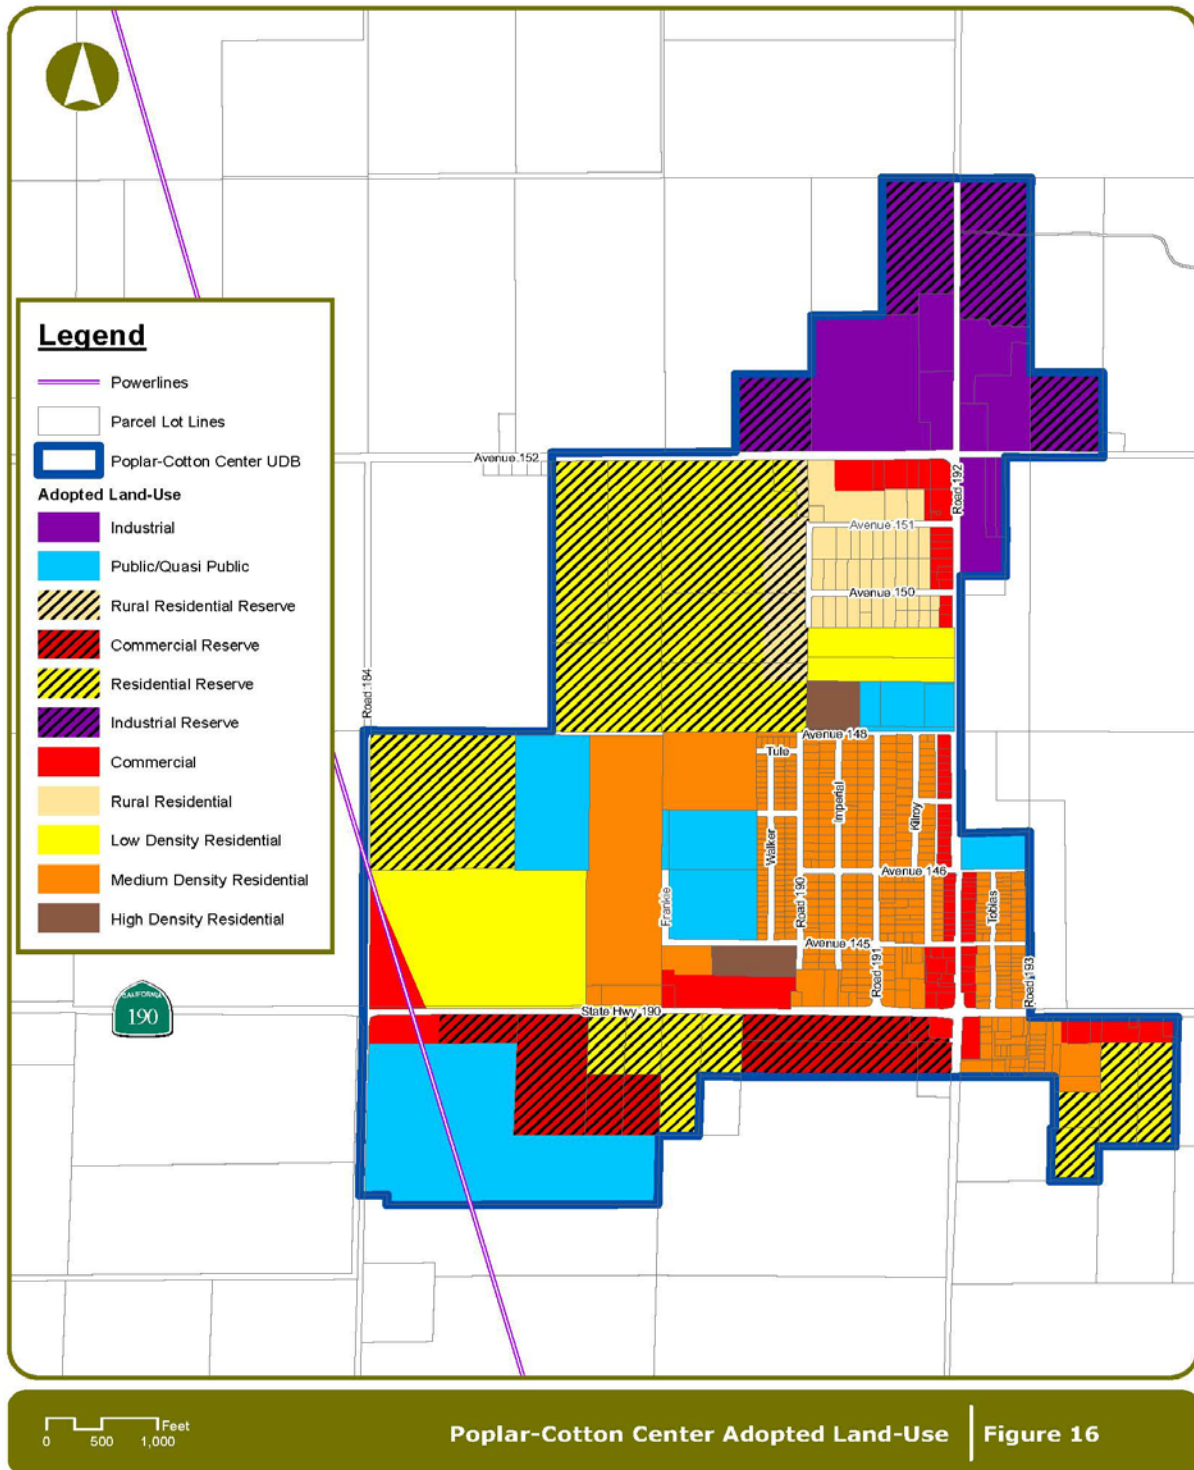 Legend
Powerlines
Parcel Lot Lines
Poplar-Cotton Center UDB
Adopted Land-Use
Industrial
Public/Quasi Public
Rural Residential Reserve
Commercial Reserve
Residential Reserve
Industrial Reserve
Commercial
Rural Residential
Low Density Residential
Medium Density Residential
High Density Residential
Avenue 152
Road 192
Avenue 151
Avenue 150
Road 184
Avenue 148
Tule
Imperial
Kilroy
Walker
Avenue 146
Frankie
Road 190
Tobias
Avenue 145
Road 191
Road 193
State Hwy 190
CALIFORNIA
190
0 500 1,000 Feet
Poplar-Cotton Center Adopted Land-Use Figure 16